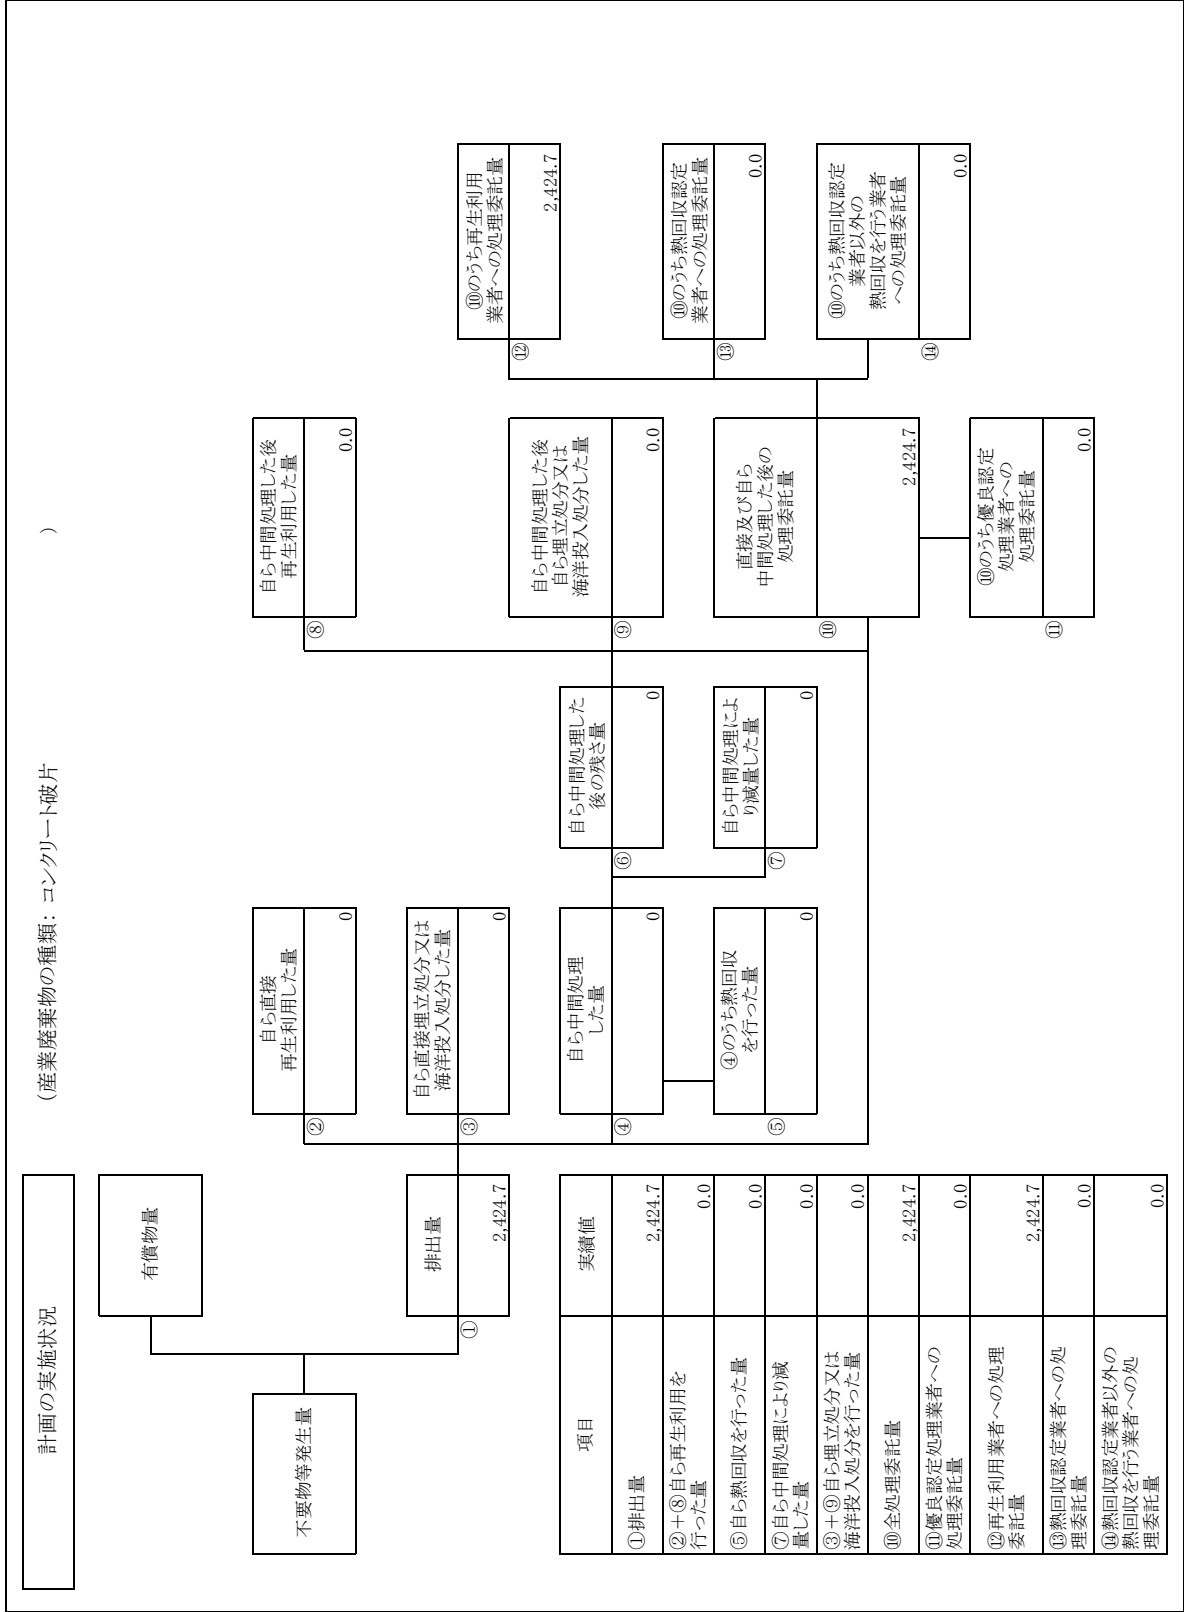 計画の実施状況
(産業廃棄物の種類: コンクリート破片 )
不要物等発生量
有償物量
①
排出量
2,424.7
②
自ら直接
再生利用した量
0
③
自ら直接埋立処分又は
海洋投入処分した量
0
④
自ら中間処理
した量
0
⑤
④のうち熱回収
を行った量
0
⑥
自ら中間処理した
後の残さ量
0
⑦
自ら中間処理によ
り減量した量
0
⑧
自ら中間処理した後
再生利用した量
0.0
⑨
自ら中間処理した後
自ら埋立処分又は
海洋投入処分した量
0.0
⑩
直接及び自ら
中間処理した後の
処理委託量
2,424.7
⑪
⑩のうち優良認定
処理業者への
処理委託量
0.0
⑫
⑩のうち再生利用
業者への処理委託量
2,424.7
⑬
⑩のうち熱回収認定
業者への処理委託量
0.0
⑭
⑩のうち熱回収認定
業者以外の
熱回収を行う業者
への処理委託量
0.0
項目 実績値
①排出量 2,424.7
②+⑧自ら再生利用を
行った量 0.0
⑤自ら熱回収を行った量 0.0
⑦自ら中間処理により減
量した量 0.0
③+⑨自ら埋立処分又は
海洋投入処分を行った量 0.0
⑩全処理委託量 2,424.7
⑪優良認定処理業者への
処理委託量 0.0
⑫再生利用業者への処理
委託量 2,424.7
⑬熱回収認定業者への処
理委託量 0.0
⑭熱回収認定業者以外の
熱回収を行う業者への処
理委託量 0.0